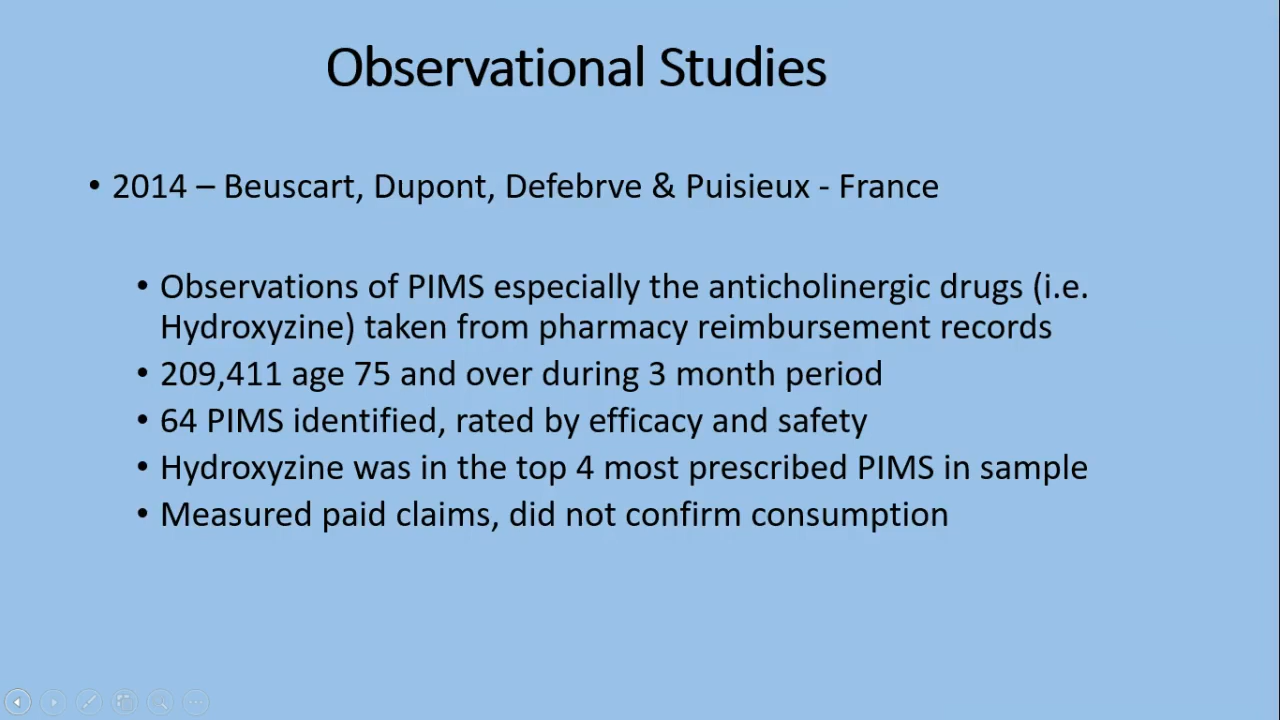 Observational Studies
• 2014 – Beuscart, Dupont, Defebrve & Puisieux - France
• Observations of PIMS especially the anticholinergic drugs (i.e.
Hydroxyzine) taken from pharmacy reimbursement records
• 209,411 age 75 and over during 3 month period
• 64 PIMS identified, rated by efficacy and safety
• Hydroxyzine was in the top 4 most prescribed PIMS in sample
• Measured paid claims, did not confirm consumption